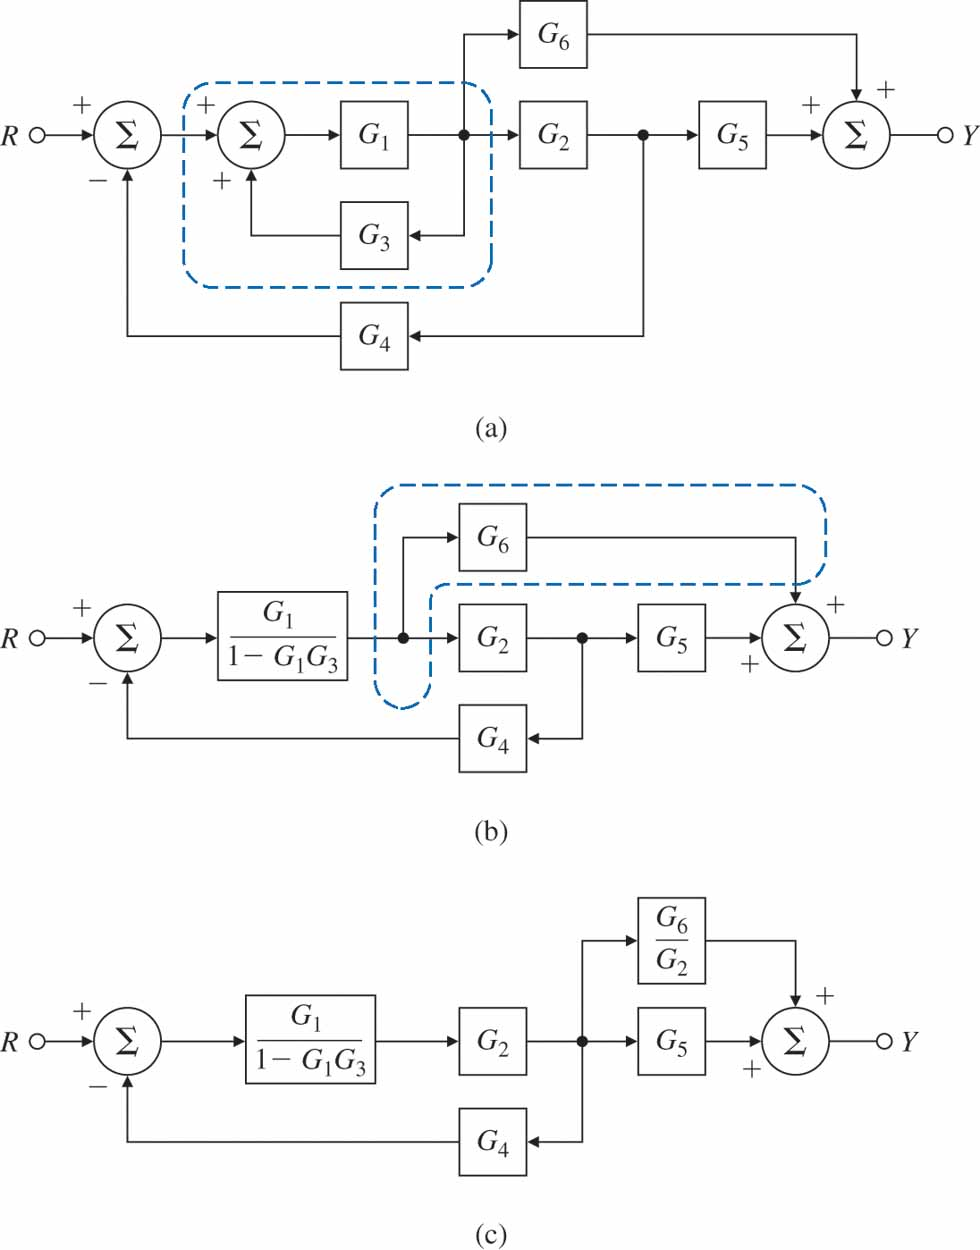 G6
+ + + +
R Σ Σ G1 G2 G5 Σ Y
− +
G3
G4
(a)
G6
+ G1 +
R Σ 1 − G1G3 G2 G5 Σ Y
− +
G4
(b)
G6
G2
+ G1 +
R Σ 1 − G1G3 G2 G5 Σ Y
− +
G4
(c)